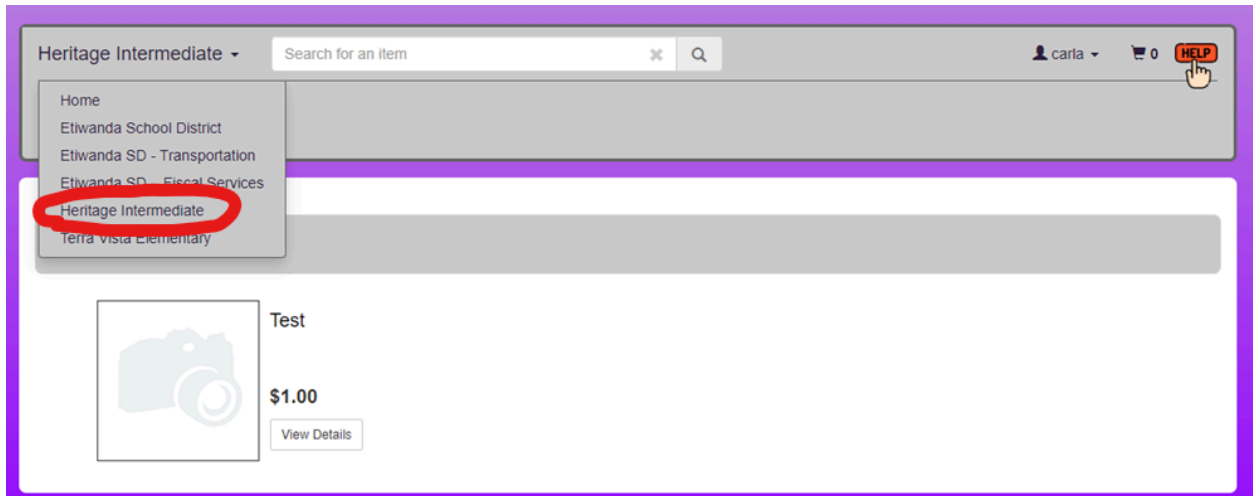 Heritage Intermediate
Search for an item
carla
0
HELP
Home
Etiwanda School District
Etiwanda SD - Transportation
Etiwanda SD - Fiscal Services
Heritage Intermediate
Terra Vista Elementary
Test
$1.00
View Details